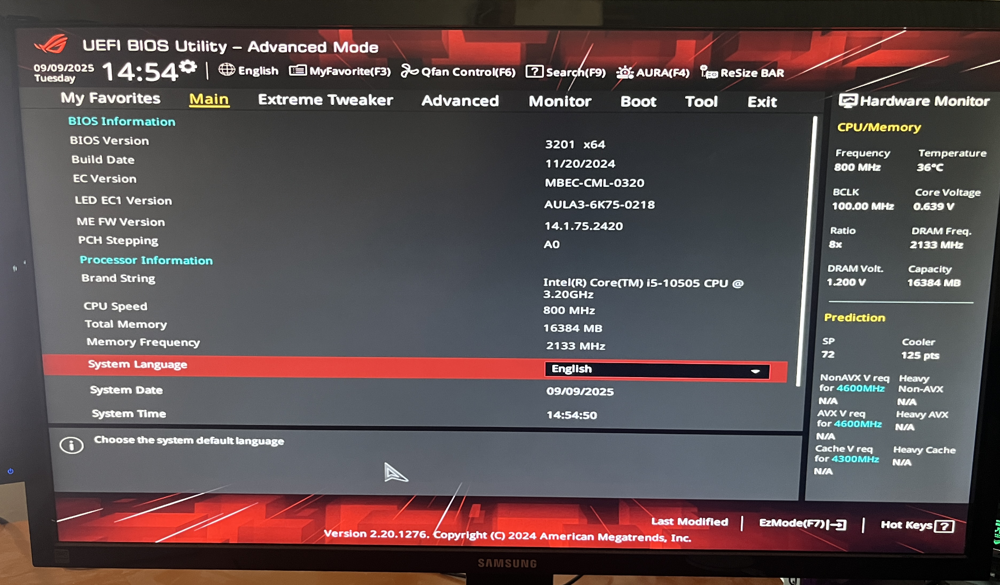 UEFI BIOS Utility – Advanced Mode
09/09/2025
Tuesday
14:54
English
MyFavorite(F3)
Qfan Control(F6)
Search(F9)
AURA(F4)
ReSize BAR
My Favorites
Main
Extreme Tweaker
Advanced
Monitor
Boot
Tool
Exit
BIOS Information
BIOS Version 3201 x64
Build Date 11/20/2024
EC Version MBEC-CML-0320
LED EC1 Version AULA3-6K75-0218
ME FW Version 14.1.75.2420
PCH Stepping A0
Processor Information
Brand String Intel(R) Core(TM) i5-10505 CPU @
3.20GHz
CPU Speed 800 MHz
Total Memory 16384 MB
Memory Frequency 2133 MHz
System Language English
System Date 09/09/2025
System Time 14:54:50
Choose the system default language
Hardware Monitor
CPU/Memory
Frequency Temperature
800 MHz 36°C
BCLK Core Voltage
100.00 MHz 0.639 V
Ratio DRAM Freq.
8x 2133 MHz
DRAM Volt. Capacity
1.200 V 16384 MB
Prediction
SP Cooler
72 125 pts
NonAVX V req Heavy
for 4600MHz Non-AVX
N/A N/A
AVX V req Heavy AVX
for 4600MHz N/A
N/A
Cache V req Heavy Cache
for 4300MHz N/A
N/A
Last Modified
EzMode(F7)
Hot Keys ?
Version 2.20.1276. Copyright (C) 2024 American Megatrends, Inc.
SAMSUNG